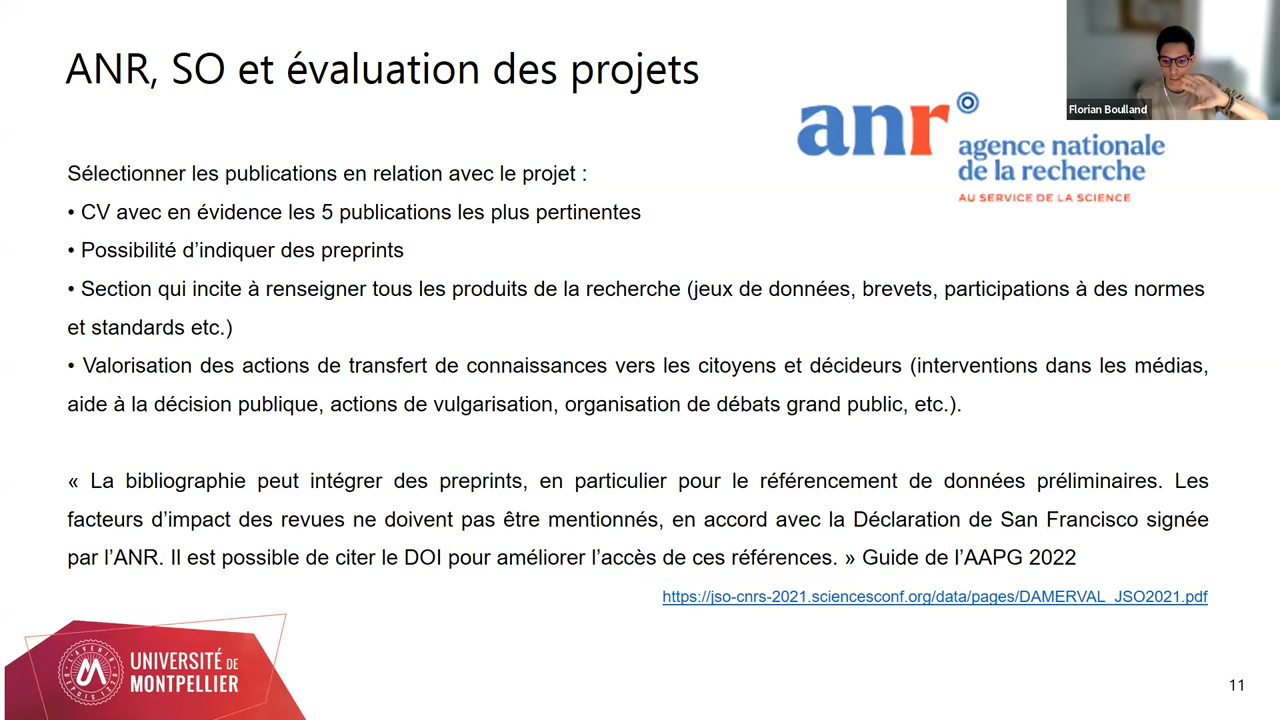 ANR, SO et évaluation des projets
Florian Boulland
anr
agence nationale
de la recherche
AU SERVICE DE LA SCIENCE
Sélectionner les publications en relation avec le projet :
• CV avec en évidence les 5 publications les plus pertinentes
• Possibilité d’indiquer des preprints
• Section qui incite à renseigner tous les produits de la recherche (jeux de données, brevets, participations à des normes
et standards etc.)
• Valorisation des actions de transfert de connaissances vers les citoyens et décideurs (interventions dans les médias,
aide à la décision publique, actions de vulgarisation, organisation de débats grand public, etc.).
« La bibliographie peut intégrer des preprints, en particulier pour le référencement de données préliminaires. Les
facteurs d’impact des revues ne doivent pas être mentionnés, en accord avec la Déclaration de San Francisco signée
par l’ANR. Il est possible de citer le DOI pour améliorer l’accès de ces références. » Guide de l’AAPG 2022
https://jso-cnrs-2021.sciencesconf.org/data/pages/DAMERVAL_JSO2021.pdf
UNIVERSITÉ DE
MONTPELLIER
11